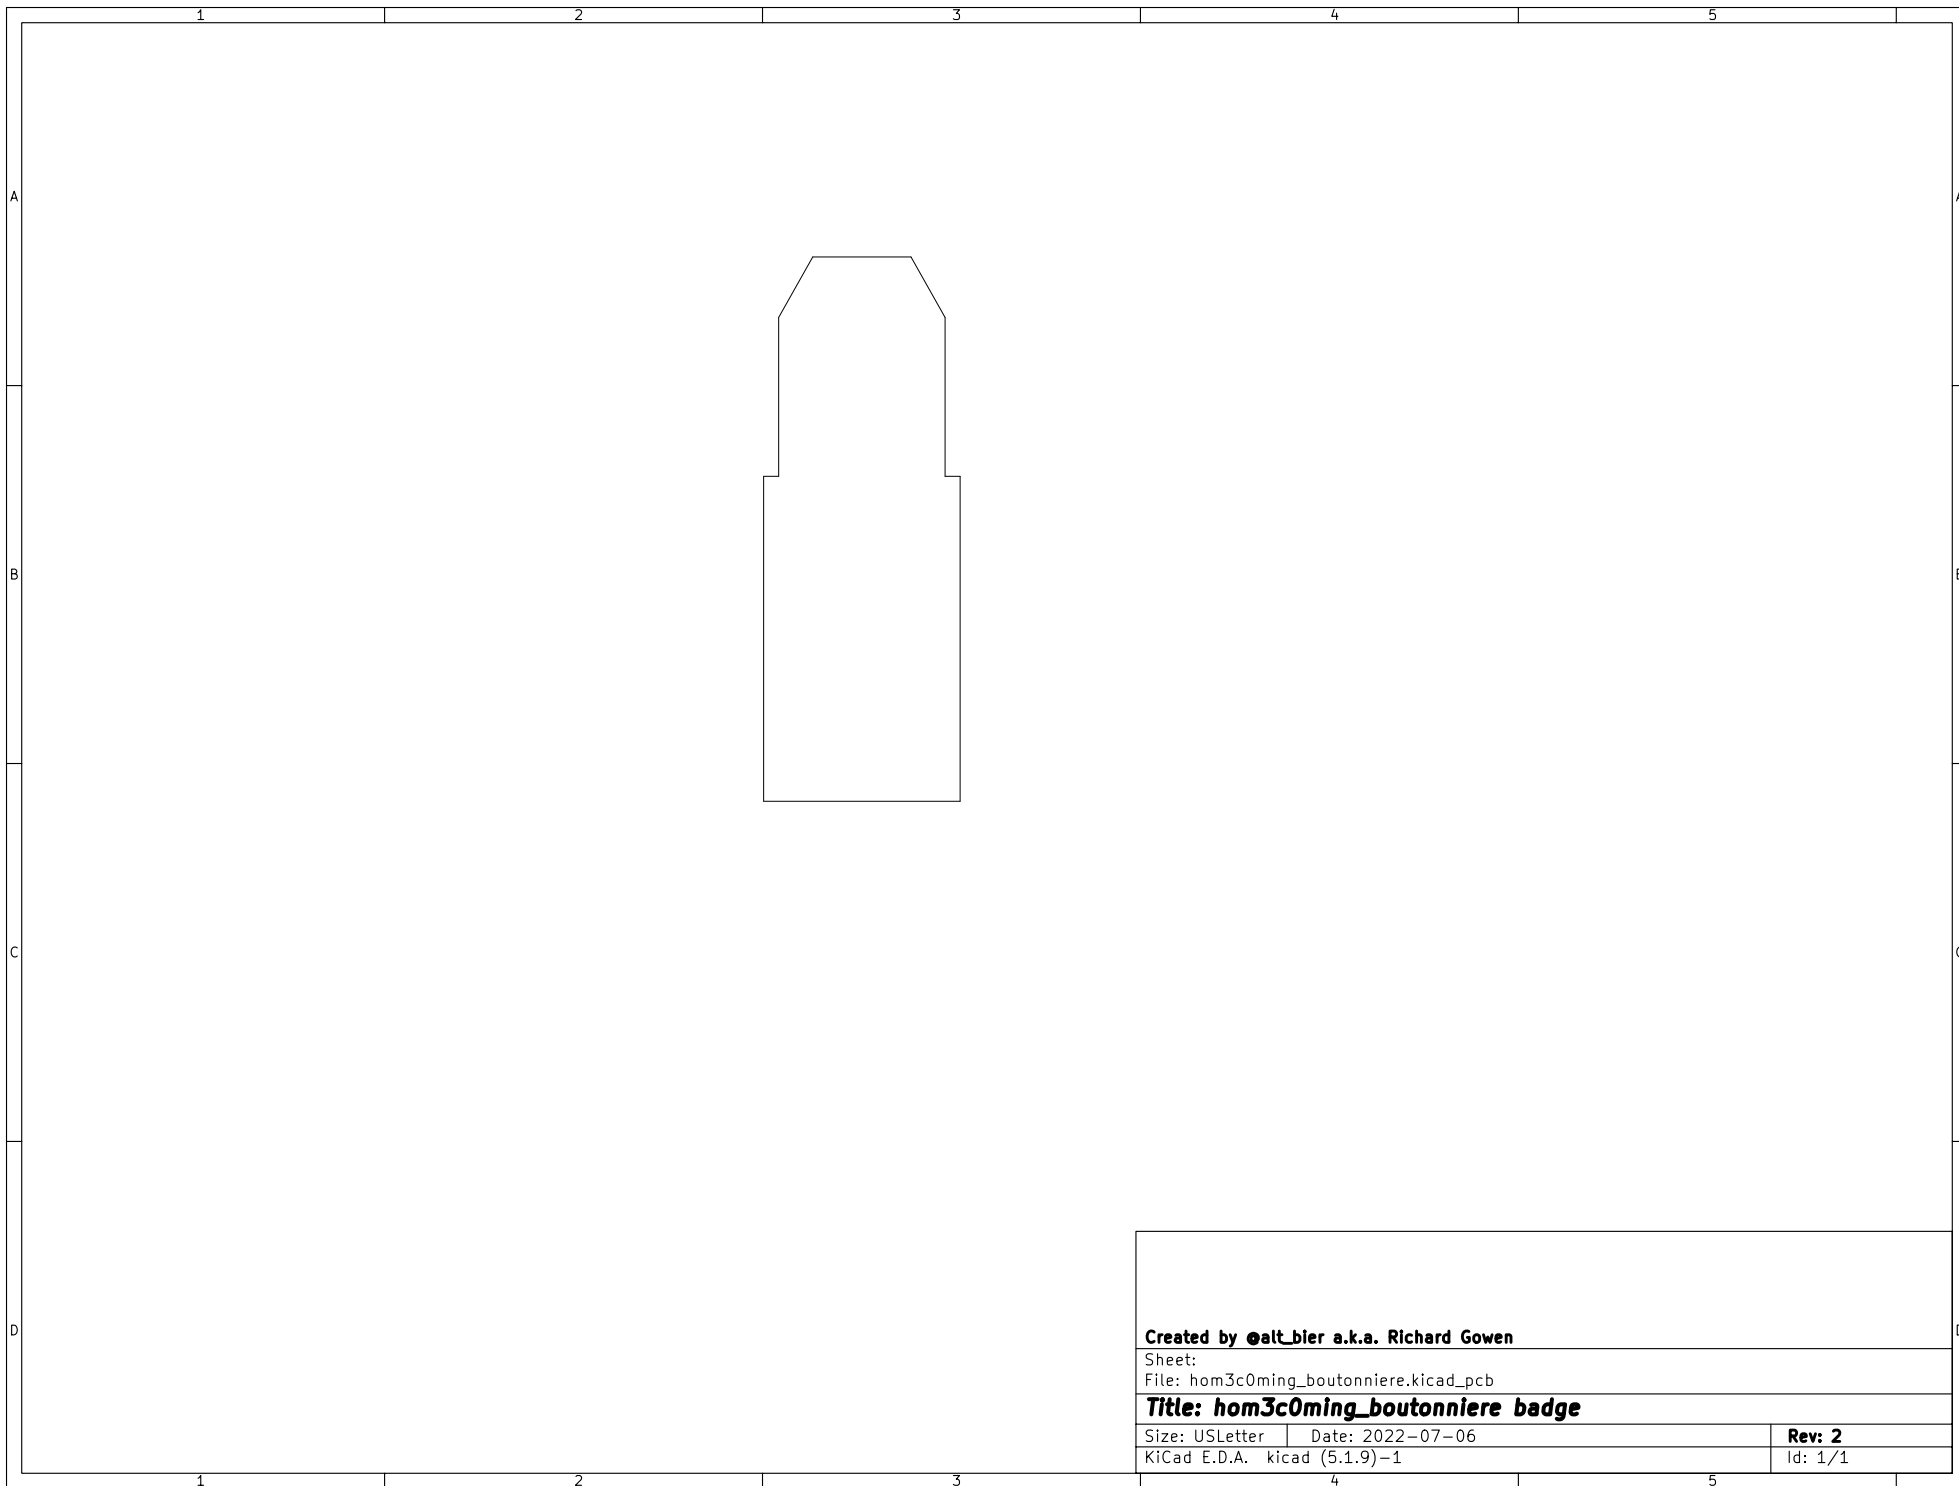 1 2 3 4 5
A A
B
C
D
Created by @alt_bier a.k.a. Richard Gowen
Sheet:
File: hom3c0ming_boutonniere.kicad_pcb
Title: hom3c0ming_boutonniere badge
Size: USLetter Date: 2022-07-06 Rev: 2
KiCad E.D.A. kicad (5.1.9)-1 Id: 1/1
1 2 3 4 5